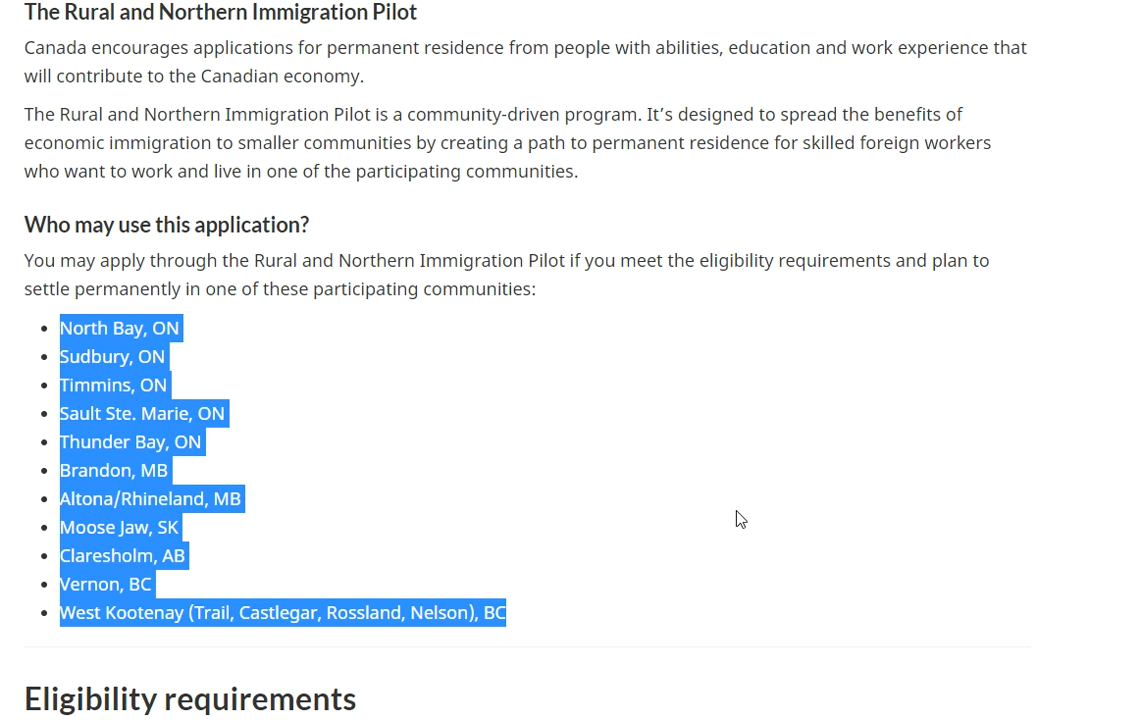 The Rural and Northern Immigration Pilot
Canada encourages applications for permanent residence from people with abilities, education and work experience that
will contribute to the Canadian economy.
The Rural and Northern Immigration Pilot is a community-driven program. It’s designed to spread the benefits of
economic immigration to smaller communities by creating a path to permanent residence for skilled foreign workers
who want to work and live in one of the participating communities.
Who may use this application?
You may apply through the Rural and Northern Immigration Pilot if you meet the eligibility requirements and plan to
settle permanently in one of these participating communities:
• North Bay, ON
• Sudbury, ON
• Timmins, ON
• Sault Ste. Marie, ON
• Thunder Bay, ON
• Brandon, MB
• Altona/Rhineland, MB
• Moose Jaw, SK
• Claresholm, AB
• Vernon, BC
• West Kootenay (Trail, Castlegar, Rossland, Nelson), BC
Eligibility requirements